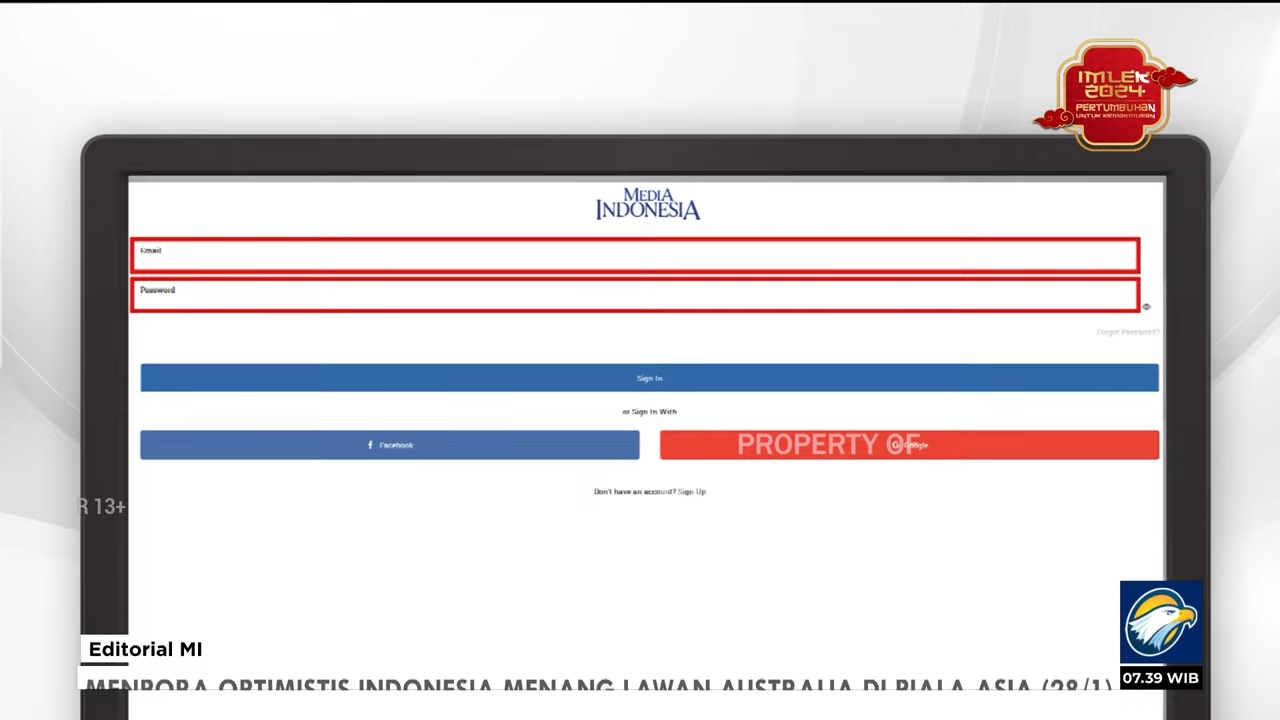 IMLEK
2024
PERTUMBUHAN
UNTUK KEMAKMURAN
MEDIA
INDONESIA
Email
Password
Forgot Password?
Sign In
or Sign In With
Facebook
G Google
PROPERTY OF
Don't have an account? Sign Up
R 13+
Editorial MI
MENPORA OPTIMISTIS INDONESIA MENANG LAWAN AUSTRALIA DI PIALA ASIA (28/1)
07.39 WIB